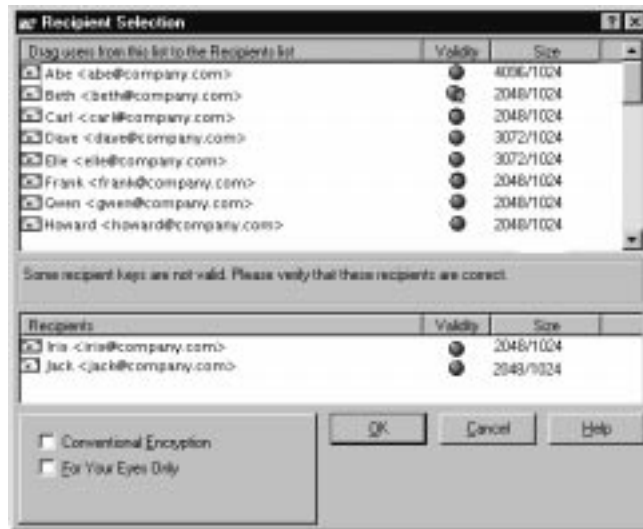 Recipient Selection
Drag users from this list to the Recipients list Validity Size
Abe <abe@company.com> 4096/1024
Beth <beth@company.com> 2048/1024
Carl <carl@company.com> 2048/1024
Dave <dave@company.com> 3072/1024
Elle <elle@company.com> 3072/1024
Frank <frank@company.com> 2048/1024
Gwen <gwen@company.com> 2048/1024
Howard <howard@company.com> 2048/1024
Some recipient keys are not valid. Please verify that these recipients are correct.
Recipients Validity Size
Iris <iris@company.com> 2048/1024
Jack <jack@company.com> 2048/1024
OK Cancel Help
Conventional Encryption
For Your Eyes Only